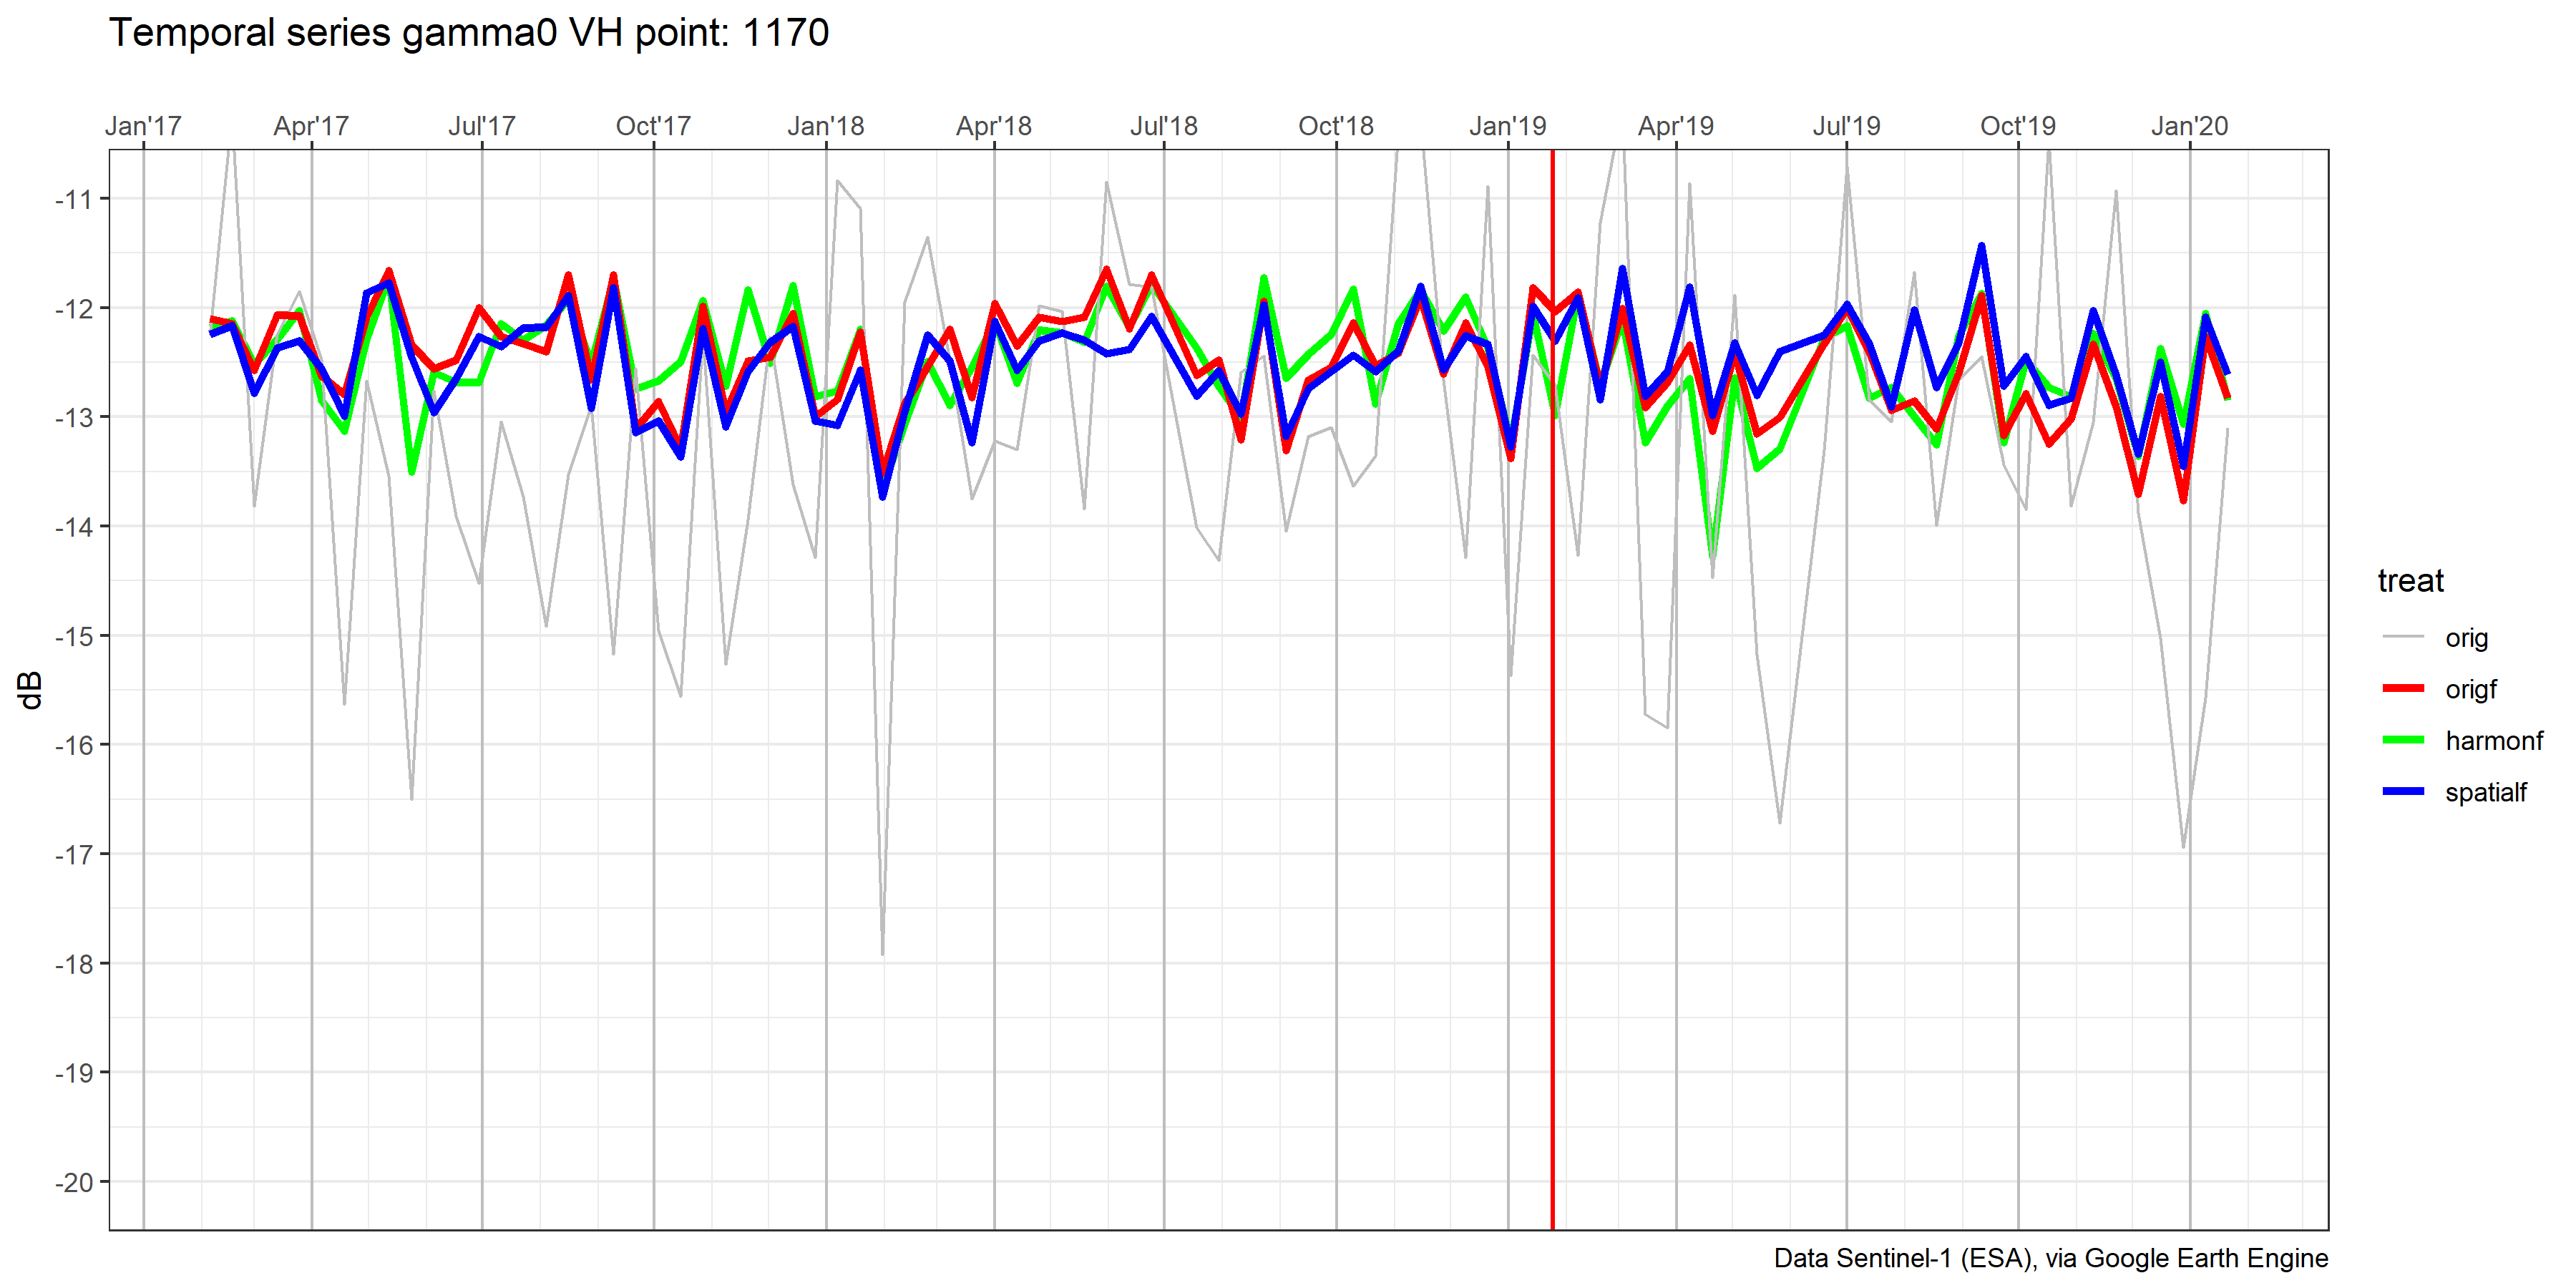 Temporal series gamma0 VH point: 1170
Jan'17 Apr'17 Jul'17 Oct'17 Jan'18 Apr'18 Jul'18 Oct'18 Jan'19 Apr'19 Jul'19 Oct'19 Jan'20
-11
-12
-13
-14
-15
-16
-17
-18
-19
-20
dB
treat
orig
origf
harmonf
spatialf
Data Sentinel-1 (ESA), via Google Earth Engine